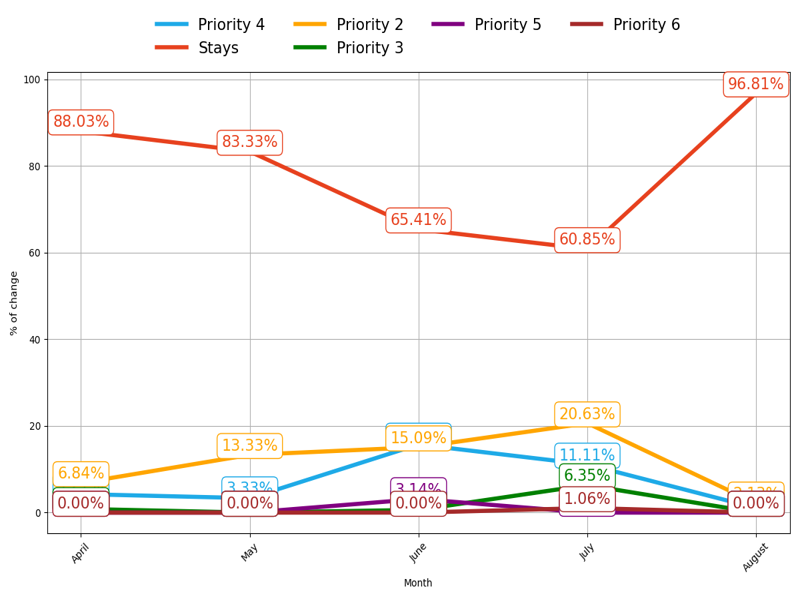 Priority 4 Priority 2 Priority 5 Priority 6
Stays Priority 3
100
80
60
40
20
0
% of change
88.03%
83.33%
65.41%
60.85%
96.81%
6.84%
13.33%
15.09%
20.63%
2.13%
3.33%
11.11%
3.14%
6.35%
0.00%
0.00%
0.00%
1.06%
0.00%
April
May
June
July
August
Month